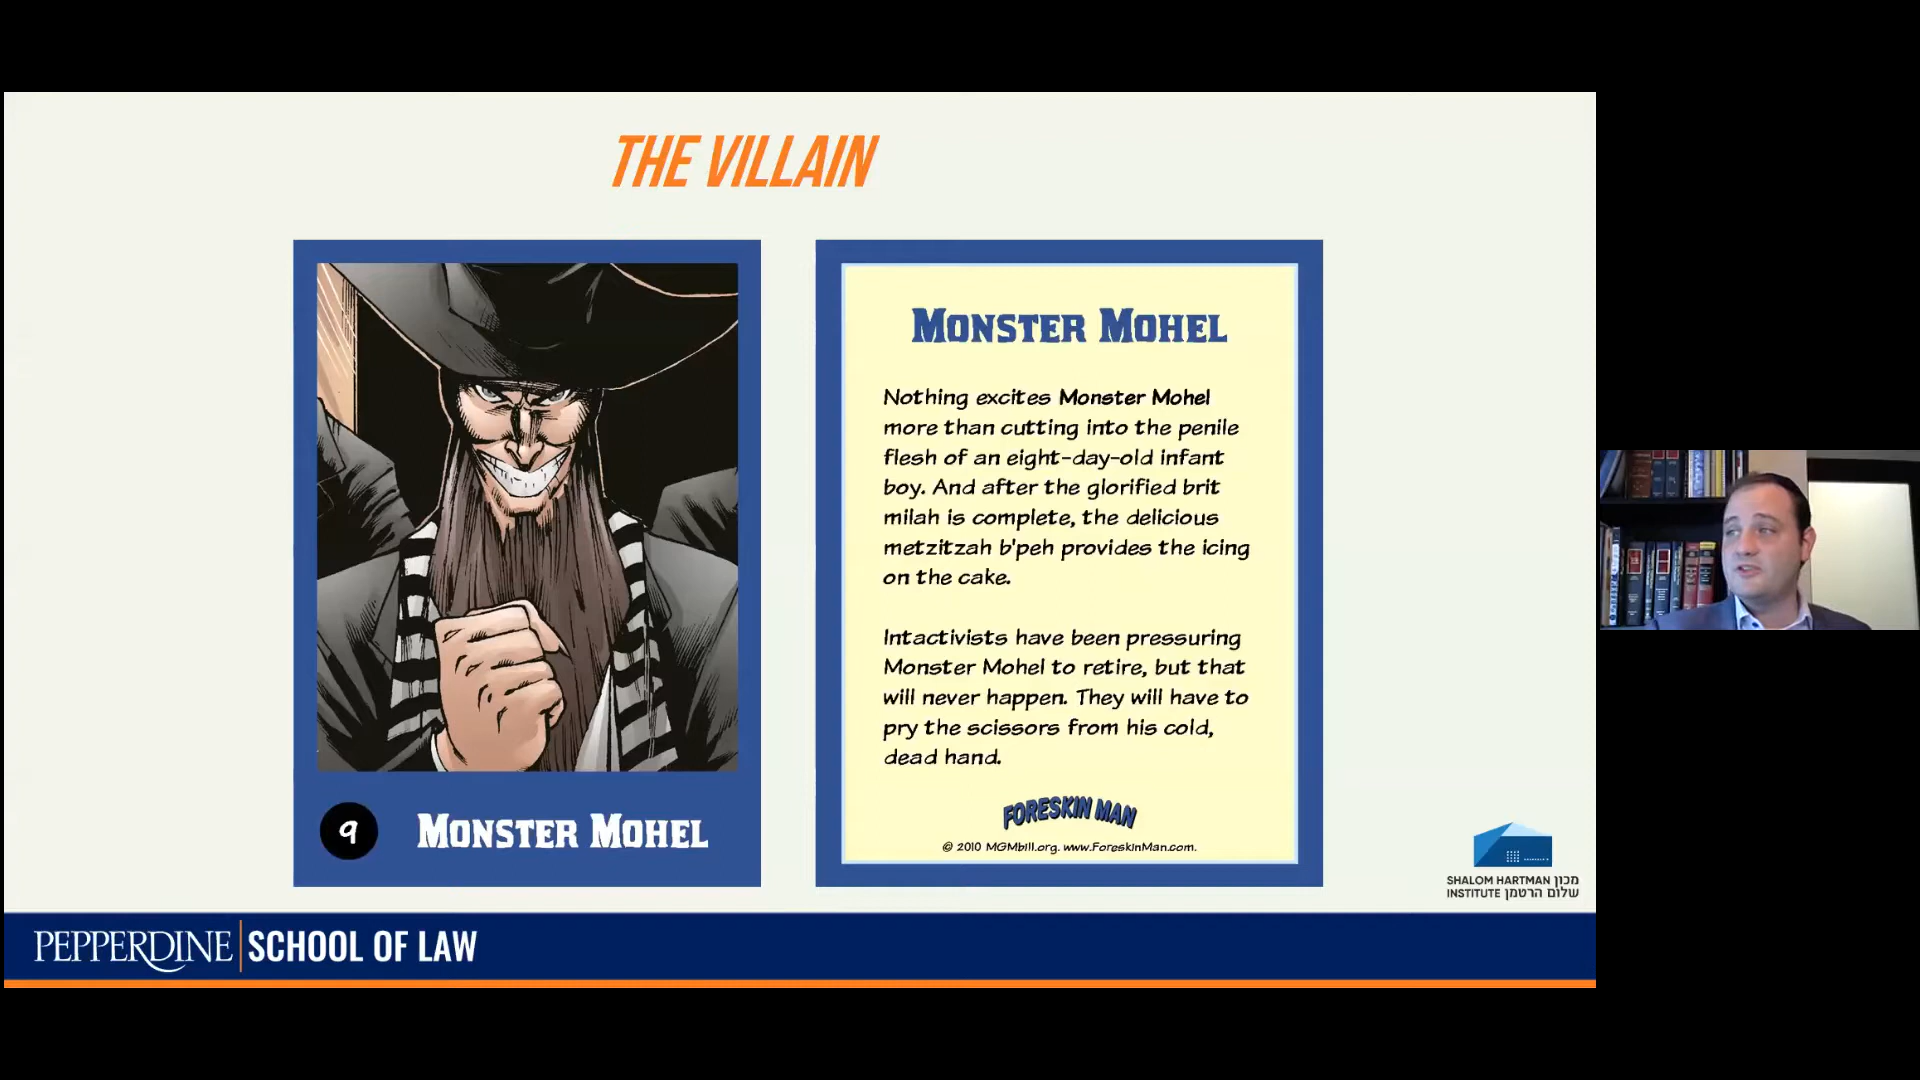 THE VILLAIN
9
MONSTER MOHEL
MONSTER MOHEL
Nothing excites Monster Mohel
more than cutting into the penile
flesh of an eight-day-old infant
boy. And after the glorified brit
milah is complete, the delicious
metzitzah b'peh provides the icing
on the cake.
Intactivists have been pressuring
Monster Mohel to retire, but that
will never happen. They will have to
pry the scissors from his cold,
dead hand.
FORESKIN MAN
© 2010 MGMbill.org. www.ForeskinMan.com.
SHALOM HARTMAN מכון
INSTITUTE שלום הרטמן
PEPPERDINE | SCHOOL OF LAW